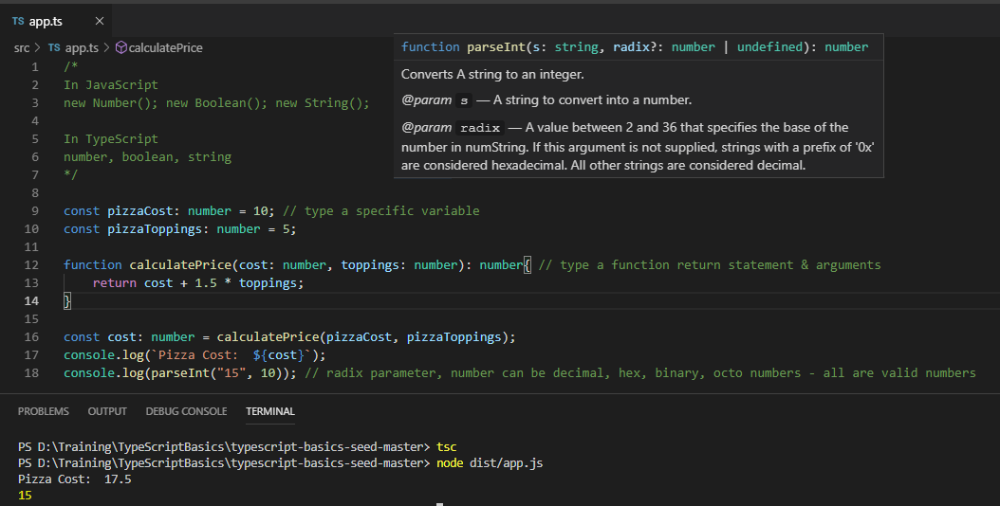 TS app.ts ×
src > TS app.ts > calculatePrice
function parseInt(s: string, radix?: number | undefined): number
Converts A string to an integer.
@param s — A string to convert into a number.
@param radix — A value between 2 and 36 that specifies the base of the
number in numString. If this argument is not supplied, strings with a prefix of '0x'
are considered hexadecimal. All other strings are considered decimal.
1 /*
2 In JavaScript
3 new Number(); new Boolean(); new String();
4
5 In TypeScript
6 number, boolean, string
7 */
8
9 const pizzaCost: number = 10; // type a specific variable
10 const pizzaToppings: number = 5;
11
12 function calculatePrice(cost: number, toppings: number): number{ // type a function return statement & arguments
13     return cost + 1.5 * toppings;
14 }
15
16 const cost: number = calculatePrice(pizzaCost, pizzaToppings);
17 console.log(`Pizza Cost:  ${cost}`);
18 console.log(parseInt("15", 10)); // radix parameter, number can be decimal, hex, binary, octo numbers - all are valid numbers
PROBLEMS OUTPUT DEBUG CONSOLE TERMINAL
PS D:\Training\TypeScriptBasics\typescript-basics-seed-master> tsc
PS D:\Training\TypeScriptBasics\typescript-basics-seed-master> node dist/app.js
Pizza Cost:  17.5
15